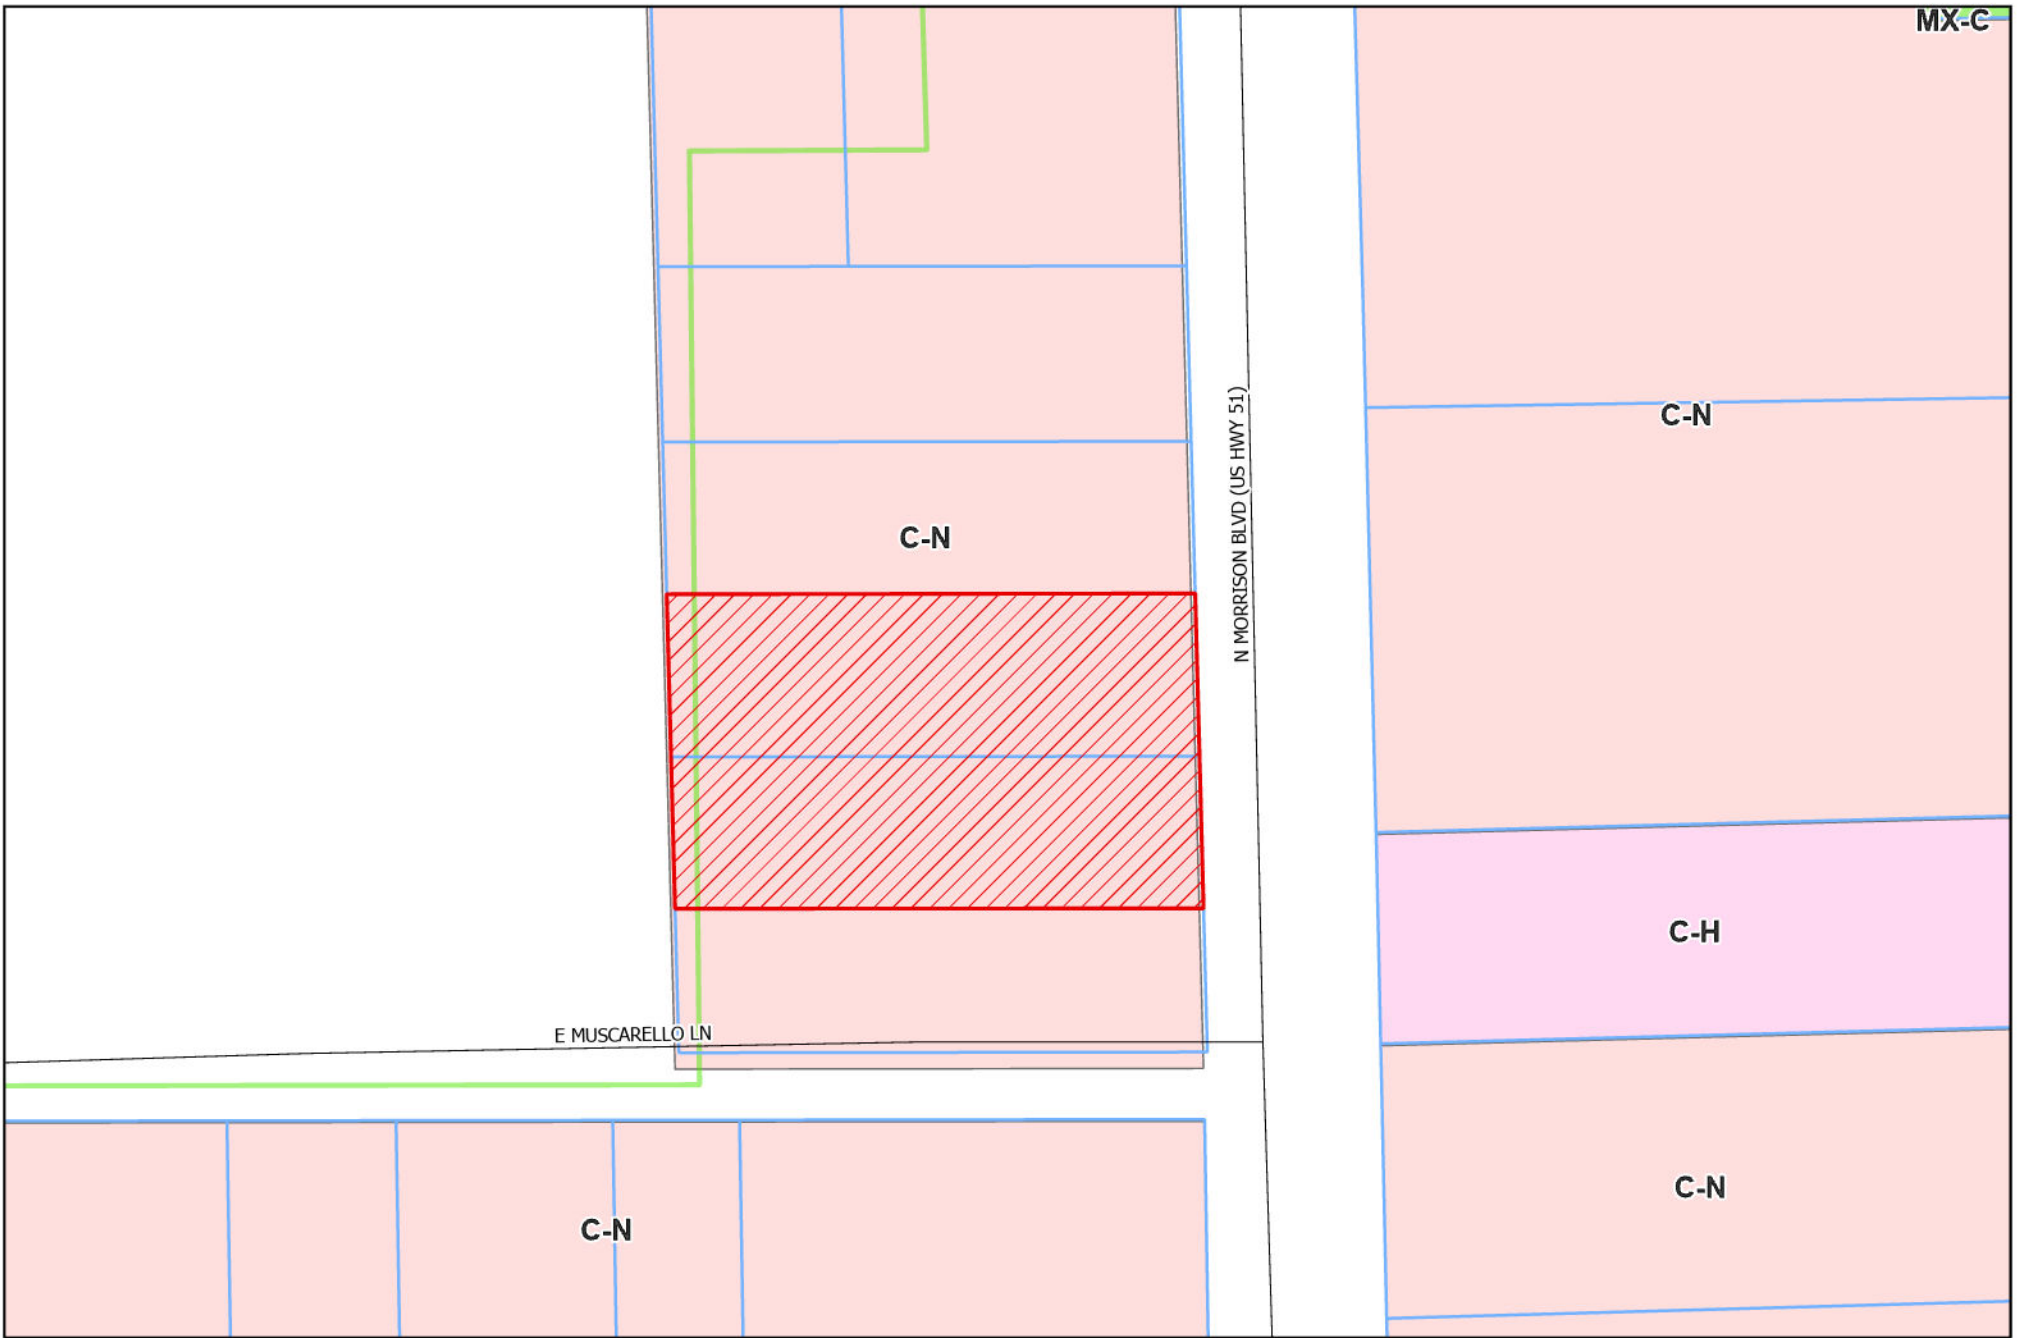 MX-C
C-N
N MORRISON BLVD (US HWY 51)
C-N
C-H
E MUSCARELLO LN
C-N
C-N